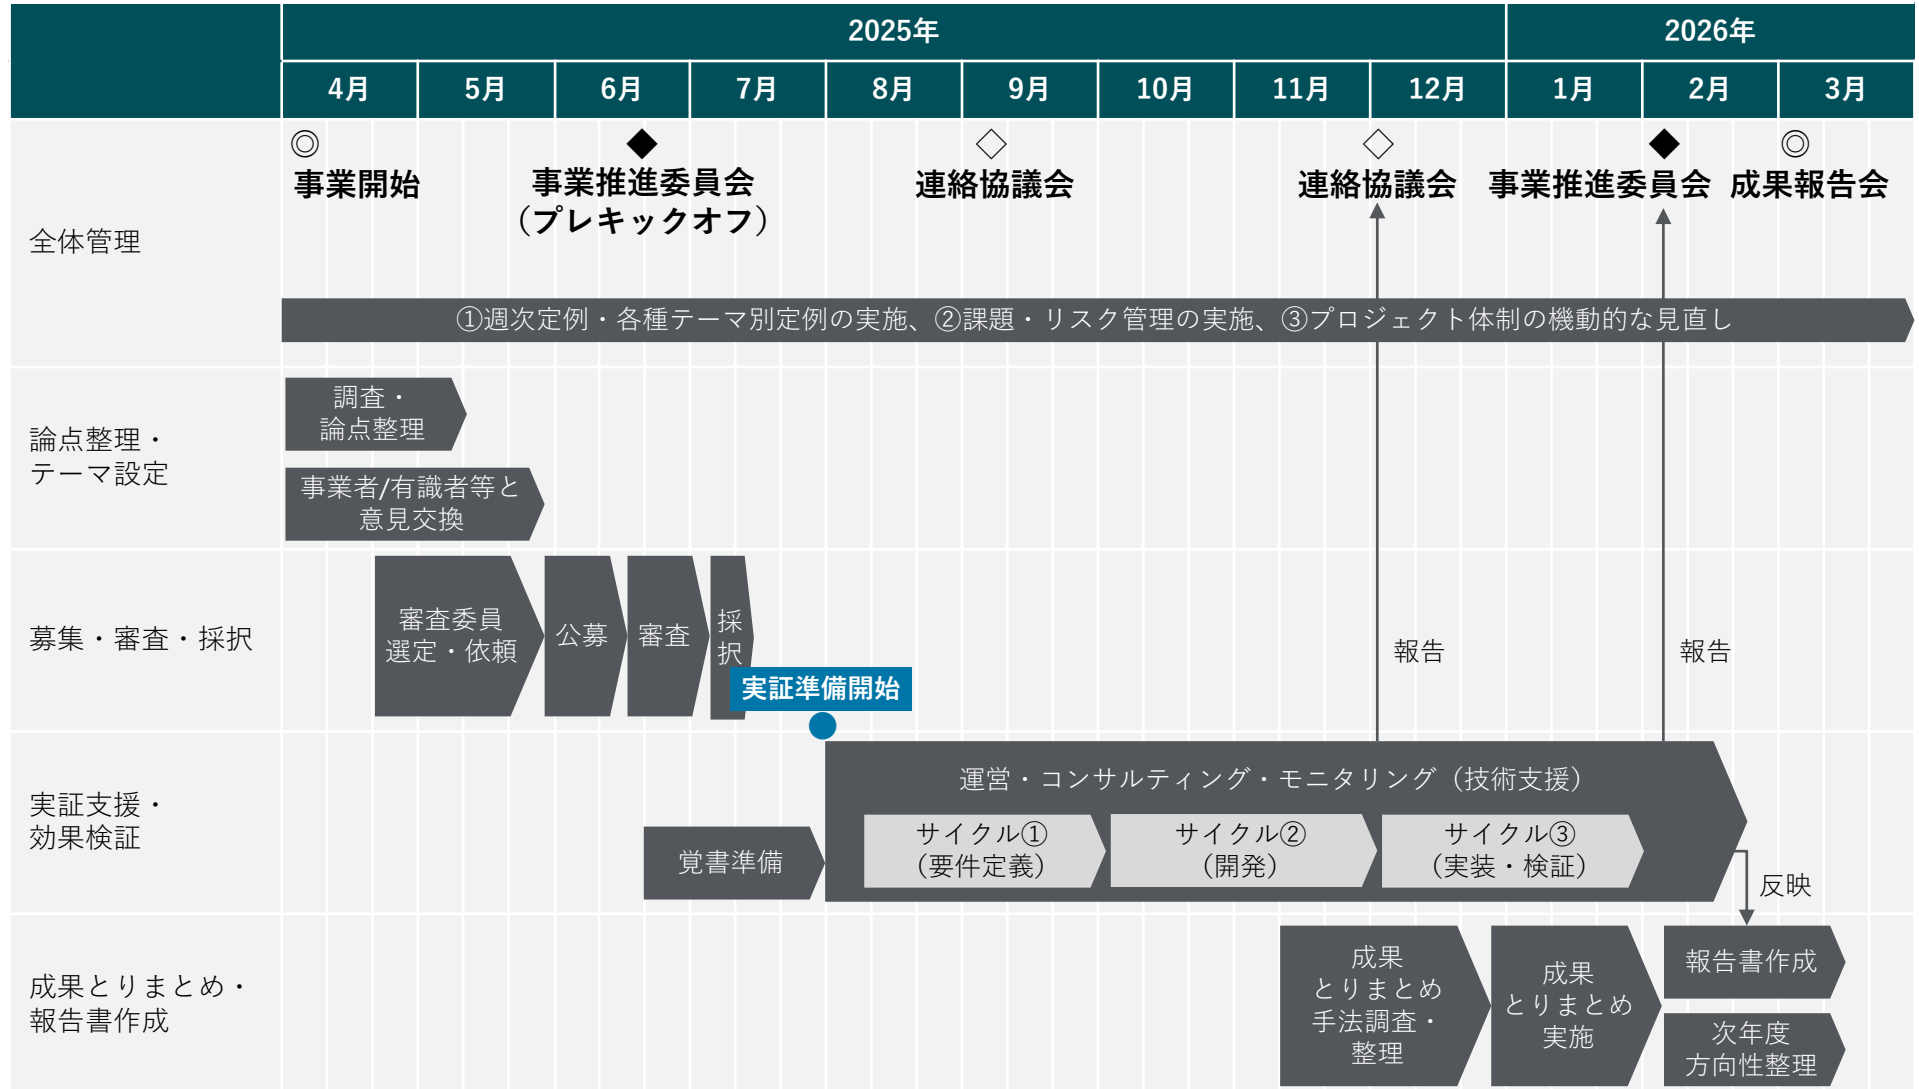 2025年
2026年
4月
5月
6月
7月
8月
9月
10月
11月
12月
1月
2月
3月
全体管理
◎
事業開始
◆
事業推進委員会
（プレキックオフ）
◇
連絡協議会
◇
連絡協議会
◆
事業推進委員会
◎
成果報告会
①週次定例・各種テーマ別定例の実施、②課題・リスク管理の実施、③プロジェクト体制の機動的な見直し
論点整理・
テーマ設定
調査・
論点整理
事業者/有識者等と
意見交換
募集・審査・採択
審査委員
選定・依頼
公募
審査
採
択
実証準備開始
報告
報告
実証支援・
効果検証
覚書準備
運営・コンサルティング・モニタリング（技術支援）
サイクル①
（要件定義）
サイクル②
（開発）
サイクル③
（実装・検証）
反映
成果とりまとめ・
報告書作成
成果
とりまとめ
手法調査・
整理
成果
とりまとめ
実施
報告書作成
次年度
方向性整理